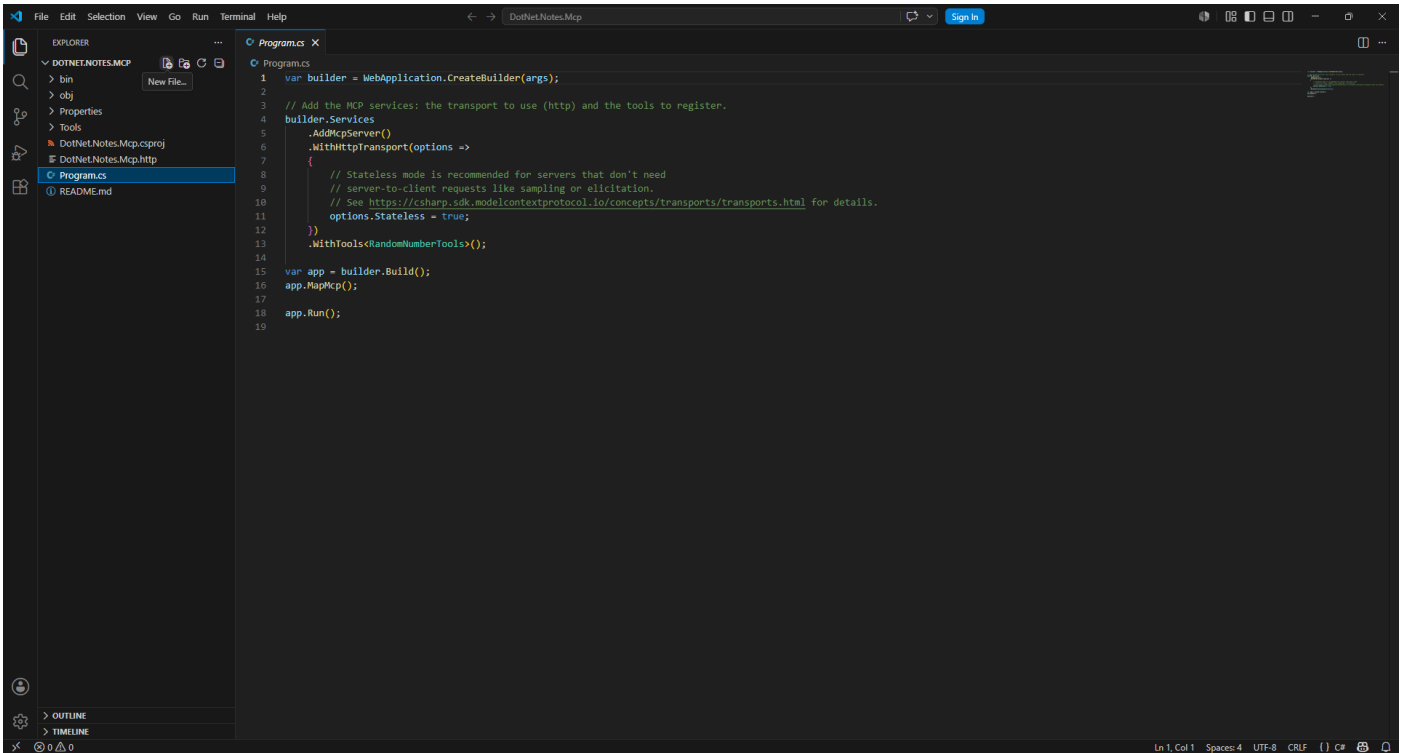 File Edit Selection View Go Run Terminal Help
DotNet.Notes.Mcp
Sign In
EXPLORER
DOTNET.NOTES.MCP
New File...
bin
obj
Properties
Tools
DotNet.Notes.Mcp.csproj
DotNet.Notes.Mcp.http
Program.cs
README.md
OUTLINE
TIMELINE
Program.cs
Program.cs
1 var builder = WebApplication.CreateBuilder(args);
2
3 // Add the MCP services: the transport to use (http) and the tools to register.
4 builder.Services
5 .AddMcpServer()
6 .WithHttpTransport(options =>
7 {
8 // Stateless mode is recommended for servers that don't need
9 // server-to-client requests like sampling or elicitation.
10 // See https://csharp.sdk.modelcontextprotocol.io/concepts/transports/transports.html for details.
11 options.Stateless = true;
12 })
13 .WithTools<RandomNumberTools>();
14
15 var app = builder.Build();
16 app.MapMcp();
17
18 app.Run();
19
0 0
Ln 1, Col 1 Spaces: 4 UTF-8 CRLF { } C#